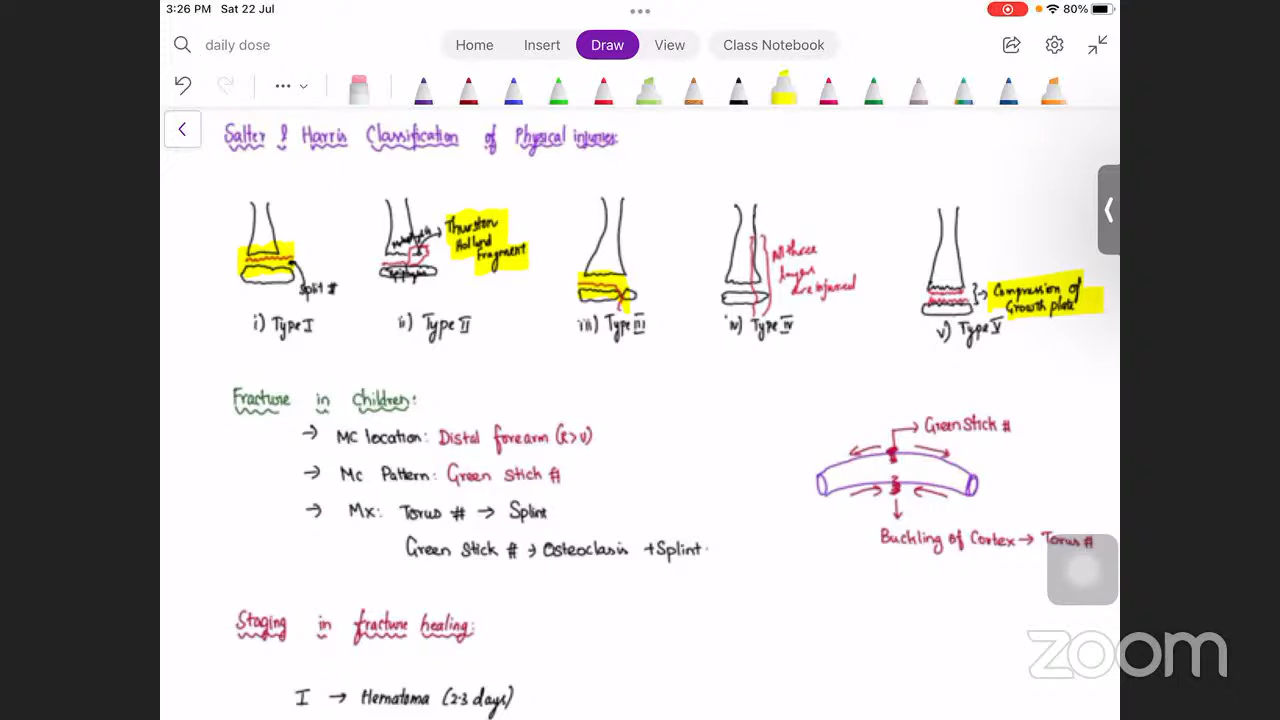 3:26 PM Sat 22 Jul
80%
daily dose
Home Insert Draw View Class Notebook
Salter & Harris Classification of Physical injuries:
Thurston Holland Fragment
Metaphysis
Epiphysis
Split #
All three layers are injured
Compression of Growth plate
i) Type I
ii) Type II
iii) Type III
iv) Type IV
v) Type V
Fracture in Children:
→ MC location: Distal forearm (R>U)
→ Mc Pattern: Green stick #
→ Mx: Torus # → Splint
Green stick # → Osteoclasis + Splint
Green Stick #
Buckling of Cortex → Torus #
Staging in fracture healing:
I → Hematoma (2-3 days)
zoom